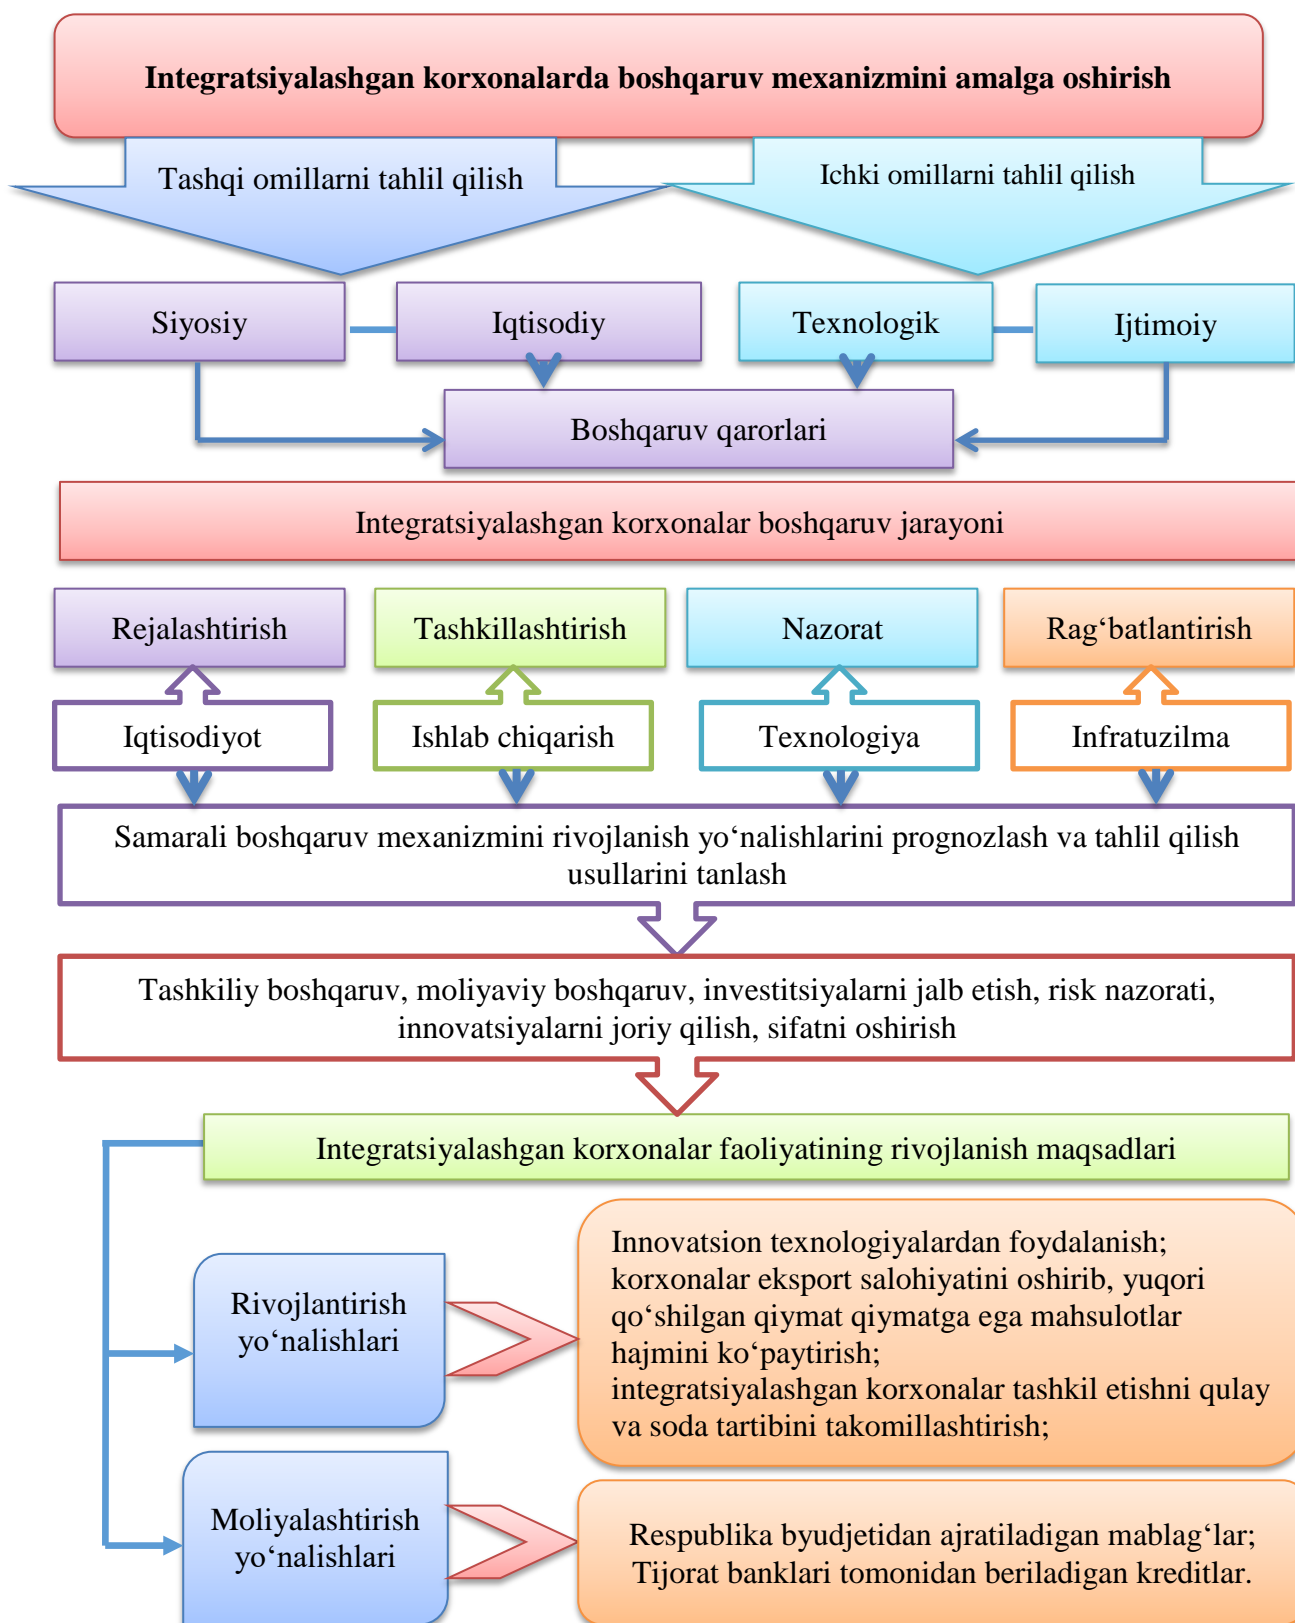 Integratsiyalashgan korxonalarda boshqaruv mexanizmini amalga oshirish
Tashqi omillarni tahlil qilish
Ichki omillarni tahlil qilish
Siyosiy
Iqtisodiy
Texnologik
Ijtimoiy
Boshqaruv qarorlari
Integratsiyalashgan korxonalar boshqaruv jarayoni
Rejalashtirish
Tashkillashtirish
Nazorat
Rag‘batlantirish
Iqtisodiyot
Ishlab chiqarish
Texnologiya
Infratuzilma
Samarali boshqaruv mexanizmini rivojlanish yo‘nalishlarini prognozlash va tahlil qilish
usullarini tanlash
Tashkiliy boshqaruv, moliyaviy boshqaruv, investitsiyalarni jalb etish, risk nazorati,
innovatsiyalarni joriy qilish, sifatni oshirish
Integratsiyalashgan korxonalar faoliyatining rivojlanish maqsadlari
Rivojlantirish
yo‘nalishlari
Innovatsion texnologiyalardan foydalanish;
korxonalar eksport salohiyatini oshirib, yuqori
qo‘shilgan qiymat qiymatga ega mahsulotlar
hajmini ko‘paytirish;
integratsiyalashgan korxonalar tashkil etishni qulay
va soda tartibini takomillashtirish;
Moliyalashtirish
yo‘nalishlari
Respublika byudjetidan ajratiladigan mablag‘lar;
Tijorat banklari tomonidan beriladigan kreditlar.